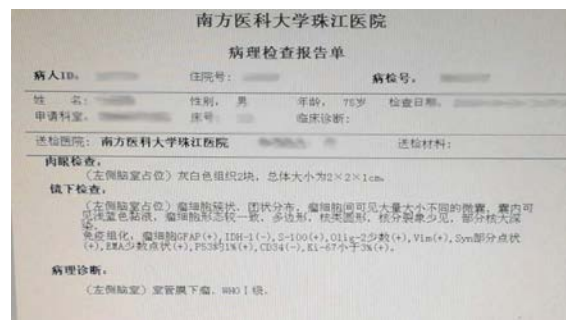 南方医科大学珠江医院
病理检查报告单
病人ID. 住院号: 病检号.
姓 名: 性别. 男 年龄. 75岁 检查日期.
申请科室. 床号 临床诊断:
送检医院: 南方医科大学珠江医院 送检材料:
肉眼检查.
(左侧脑室占位) 灰白色组织2块, 总体大小为2×2×1cm。
镜下检查.
(左侧脑室占位) 瘤细胞簇状、团状分布, 瘤细胞间可见大量大小不同的微囊, 囊内可
见浅蓝色黏液, 瘤细胞形态较一致, 多边形, 核类圆形, 核分裂象少见, 部分核大深
染。
免疫组化, 瘤细胞GFAP(+), IDH-1(-), S-100(+), Olig-2少数(+), Vim(+), Syn部分点状
(+), EMA少数点状(+), P53约1%(+), CD34(-), Ki-67小于3%(+)。
病理诊断.
(左侧脑室) 室管膜下瘤. WHO I级.